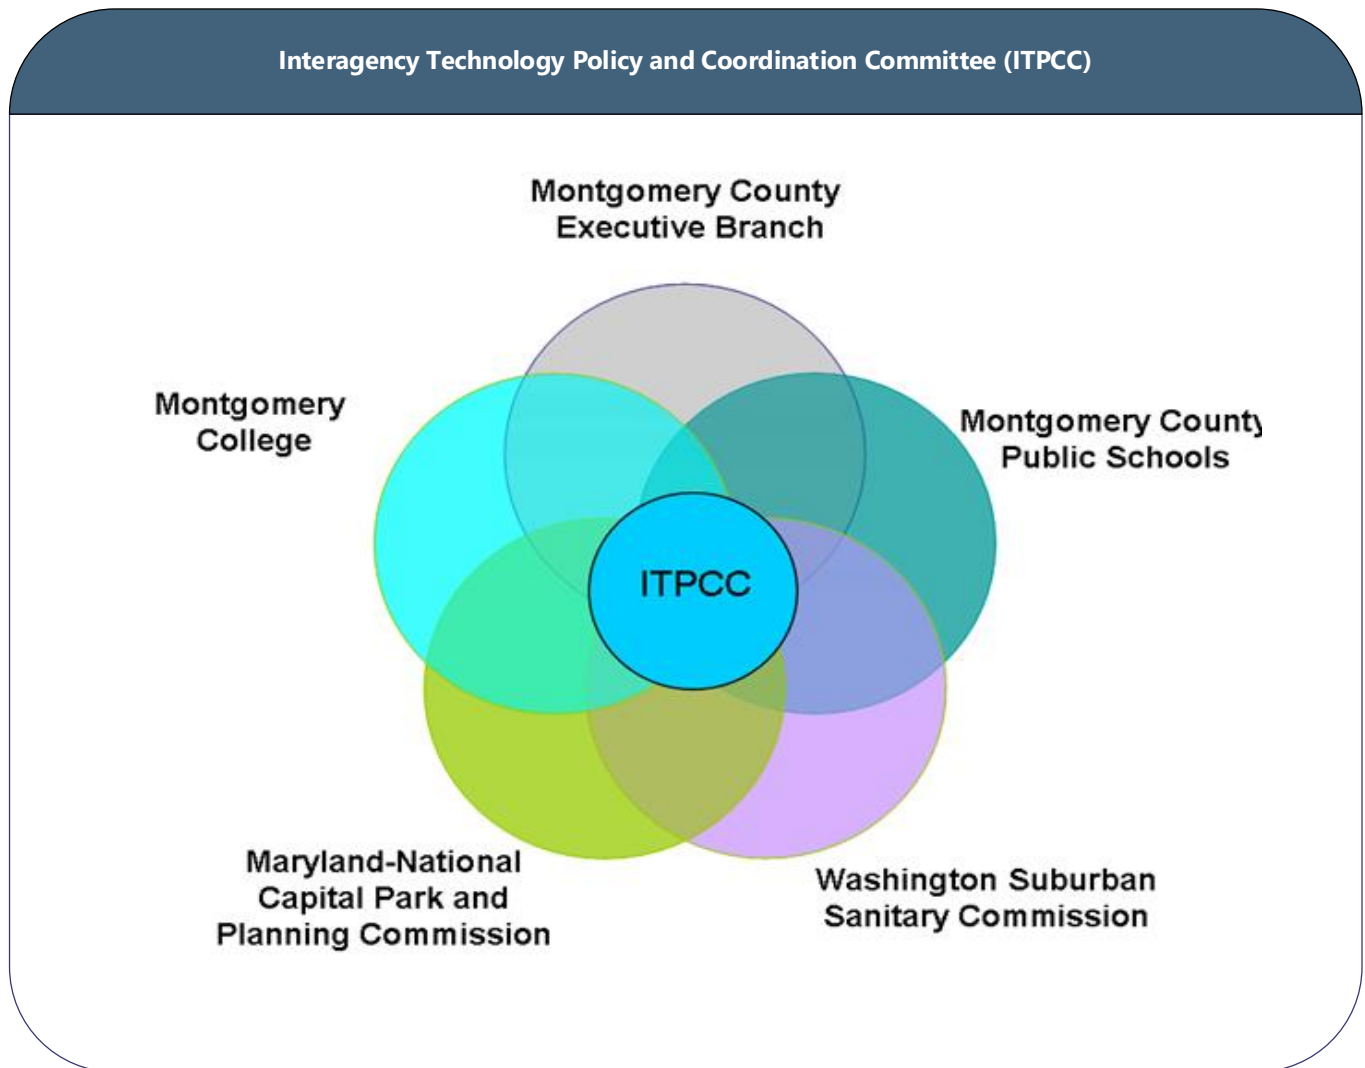 Interagency Technology Policy and Coordination Committee (ITPCC)
Montgomery County
Executive Branch
Montgomery
College
Montgomery County
Public Schools
ITPCC
Maryland-National
Capital Park and
Planning Commission
Washington Suburban
Sanitary Commission